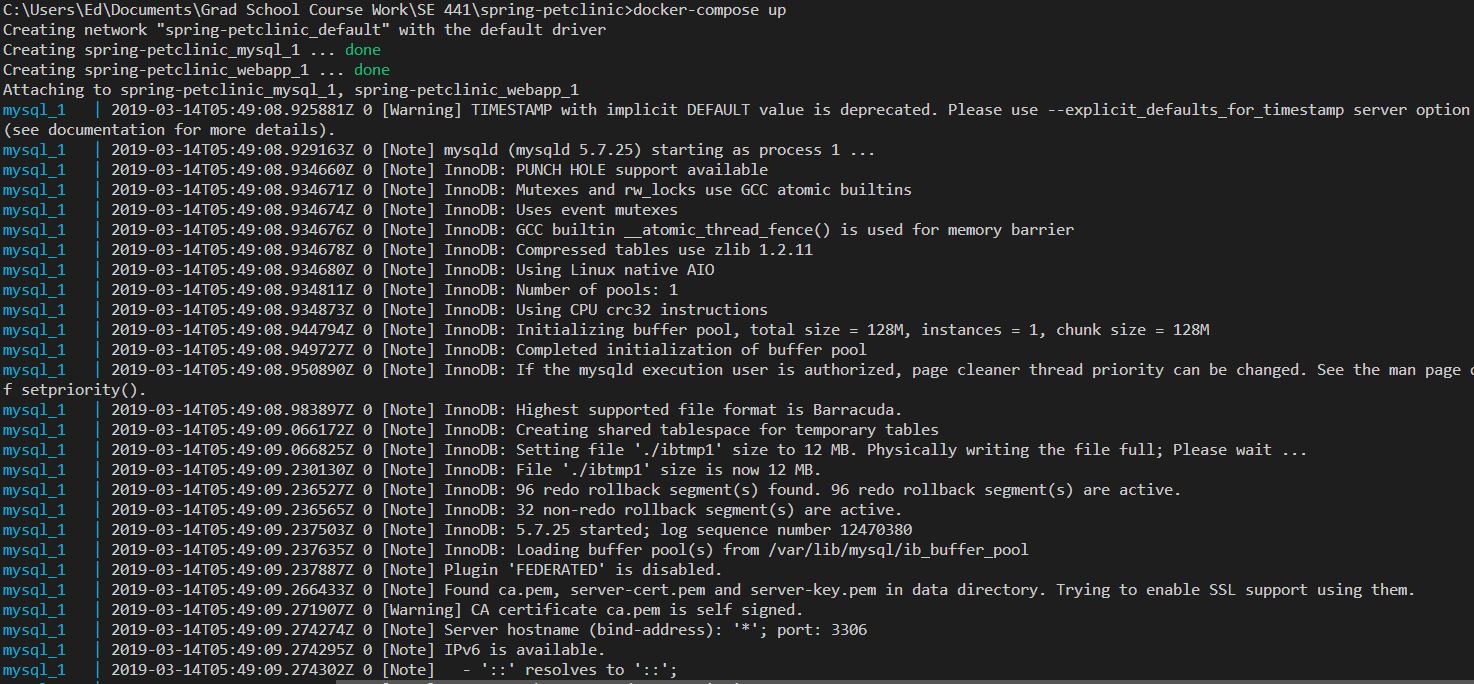 C:\Users\Ed\Documents\Grad School Course Work\SE 441\spring-petclinic>docker-compose up
Creating network "spring-petclinic_default" with the default driver
Creating spring-petclinic_mysql_1 ... done
Creating spring-petclinic_webapp_1 ... done
Attaching to spring-petclinic_mysql_1, spring-petclinic_webapp_1
mysql_1   | 2019-03-14T05:49:08.925881Z 0 [Warning] TIMESTAMP with implicit DEFAULT value is deprecated. Please use --explicit_defaults_for_timestamp server option
(see documentation for more details).
mysql_1   | 2019-03-14T05:49:08.929163Z 0 [Note] mysqld (mysqld 5.7.25) starting as process 1 ...
mysql_1   | 2019-03-14T05:49:08.934660Z 0 [Note] InnoDB: PUNCH HOLE support available
mysql_1   | 2019-03-14T05:49:08.934671Z 0 [Note] InnoDB: Mutexes and rw_locks use GCC atomic builtins
mysql_1   | 2019-03-14T05:49:08.934674Z 0 [Note] InnoDB: Uses event mutexes
mysql_1   | 2019-03-14T05:49:08.934676Z 0 [Note] InnoDB: GCC builtin __atomic_thread_fence() is used for memory barrier
mysql_1   | 2019-03-14T05:49:08.934678Z 0 [Note] InnoDB: Compressed tables use zlib 1.2.11
mysql_1   | 2019-03-14T05:49:08.934680Z 0 [Note] InnoDB: Using Linux native AIO
mysql_1   | 2019-03-14T05:49:08.934811Z 0 [Note] InnoDB: Number of pools: 1
mysql_1   | 2019-03-14T05:49:08.934873Z 0 [Note] InnoDB: Using CPU crc32 instructions
mysql_1   | 2019-03-14T05:49:08.944794Z 0 [Note] InnoDB: Initializing buffer pool, total size = 128M, instances = 1, chunk size = 128M
mysql_1   | 2019-03-14T05:49:08.949727Z 0 [Note] InnoDB: Completed initialization of buffer pool
mysql_1   | 2019-03-14T05:49:08.950890Z 0 [Note] InnoDB: If the mysqld execution user is authorized, page cleaner thread priority can be changed. See the man page
f setpriority().
mysql_1   | 2019-03-14T05:49:08.983897Z 0 [Note] InnoDB: Highest supported file format is Barracuda.
mysql_1   | 2019-03-14T05:49:09.066172Z 0 [Note] InnoDB: Creating shared tablespace for temporary tables
mysql_1   | 2019-03-14T05:49:09.066825Z 0 [Note] InnoDB: Setting file './ibtmp1' size to 12 MB. Physically writing the file full; Please wait ...
mysql_1   | 2019-03-14T05:49:09.230130Z 0 [Note] InnoDB: File './ibtmp1' size is now 12 MB.
mysql_1   | 2019-03-14T05:49:09.236527Z 0 [Note] InnoDB: 96 redo rollback segment(s) found. 96 redo rollback segment(s) are active.
mysql_1   | 2019-03-14T05:49:09.236565Z 0 [Note] InnoDB: 32 non-redo rollback segment(s) are active.
mysql_1   | 2019-03-14T05:49:09.237503Z 0 [Note] InnoDB: 5.7.25 started; log sequence number 12470380
mysql_1   | 2019-03-14T05:49:09.237635Z 0 [Note] InnoDB: Loading buffer pool(s) from /var/lib/mysql/ib_buffer_pool
mysql_1   | 2019-03-14T05:49:09.237887Z 0 [Note] Plugin 'FEDERATED' is disabled.
mysql_1   | 2019-03-14T05:49:09.266433Z 0 [Note] Found ca.pem, server-cert.pem and server-key.pem in data directory. Trying to enable SSL support using them.
mysql_1   | 2019-03-14T05:49:09.271907Z 0 [Warning] CA certificate ca.pem is self signed.
mysql_1   | 2019-03-14T05:49:09.274274Z 0 [Note] Server hostname (bind-address): '*'; port: 3306
mysql_1   | 2019-03-14T05:49:09.274295Z 0 [Note] IPv6 is available.
mysql_1   | 2019-03-14T05:49:09.274302Z 0 [Note]   - '::' resolves to '::';